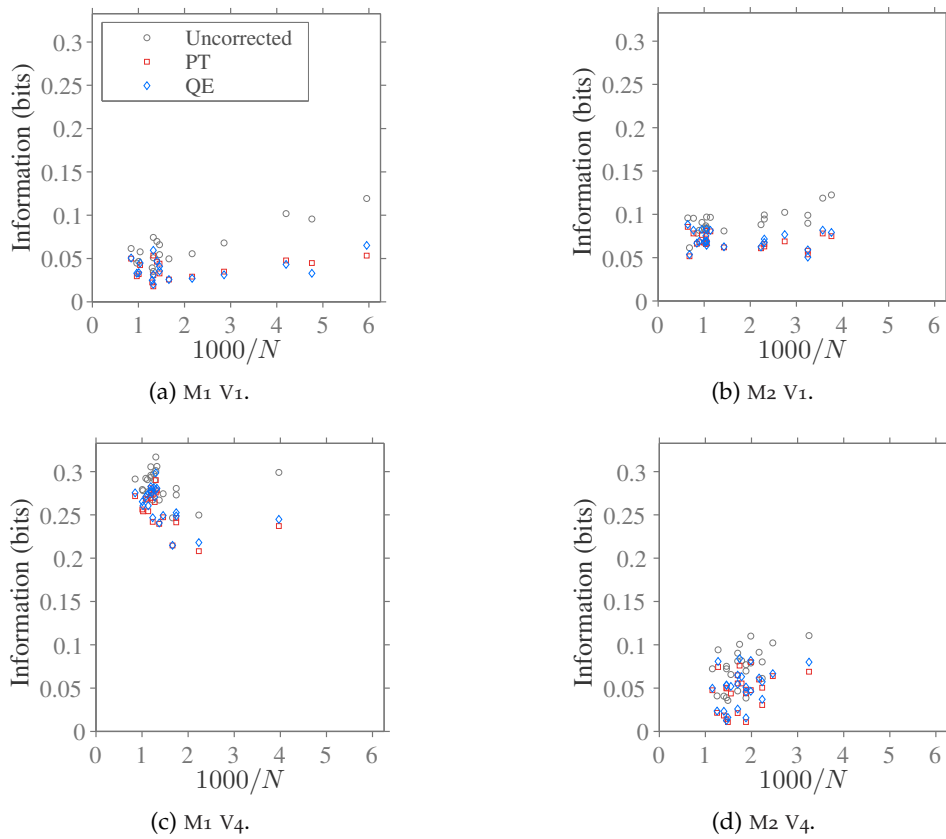 0.3
0.25
0.2
0.15
0.1
0.05
0
Information (bits)
Uncorrected
PT
QE
0 1 2 3 4 5 6
1000/N
(a) M1 V1.
0.3
0.25
0.2
0.15
0.1
0.05
0
Information (bits)
0 1 2 3 4 5 6
1000/N
(b) M2 V1.
0.3
0.25
0.2
0.15
0.1
0.05
0
Information (bits)
0 1 2 3 4 5 6
1000/N
(c) M1 V4.
0.3
0.25
0.2
0.15
0.1
0.05
0
Information (bits)
0 1 2 3 4 5 6
1000/N
(d) M2 V4.